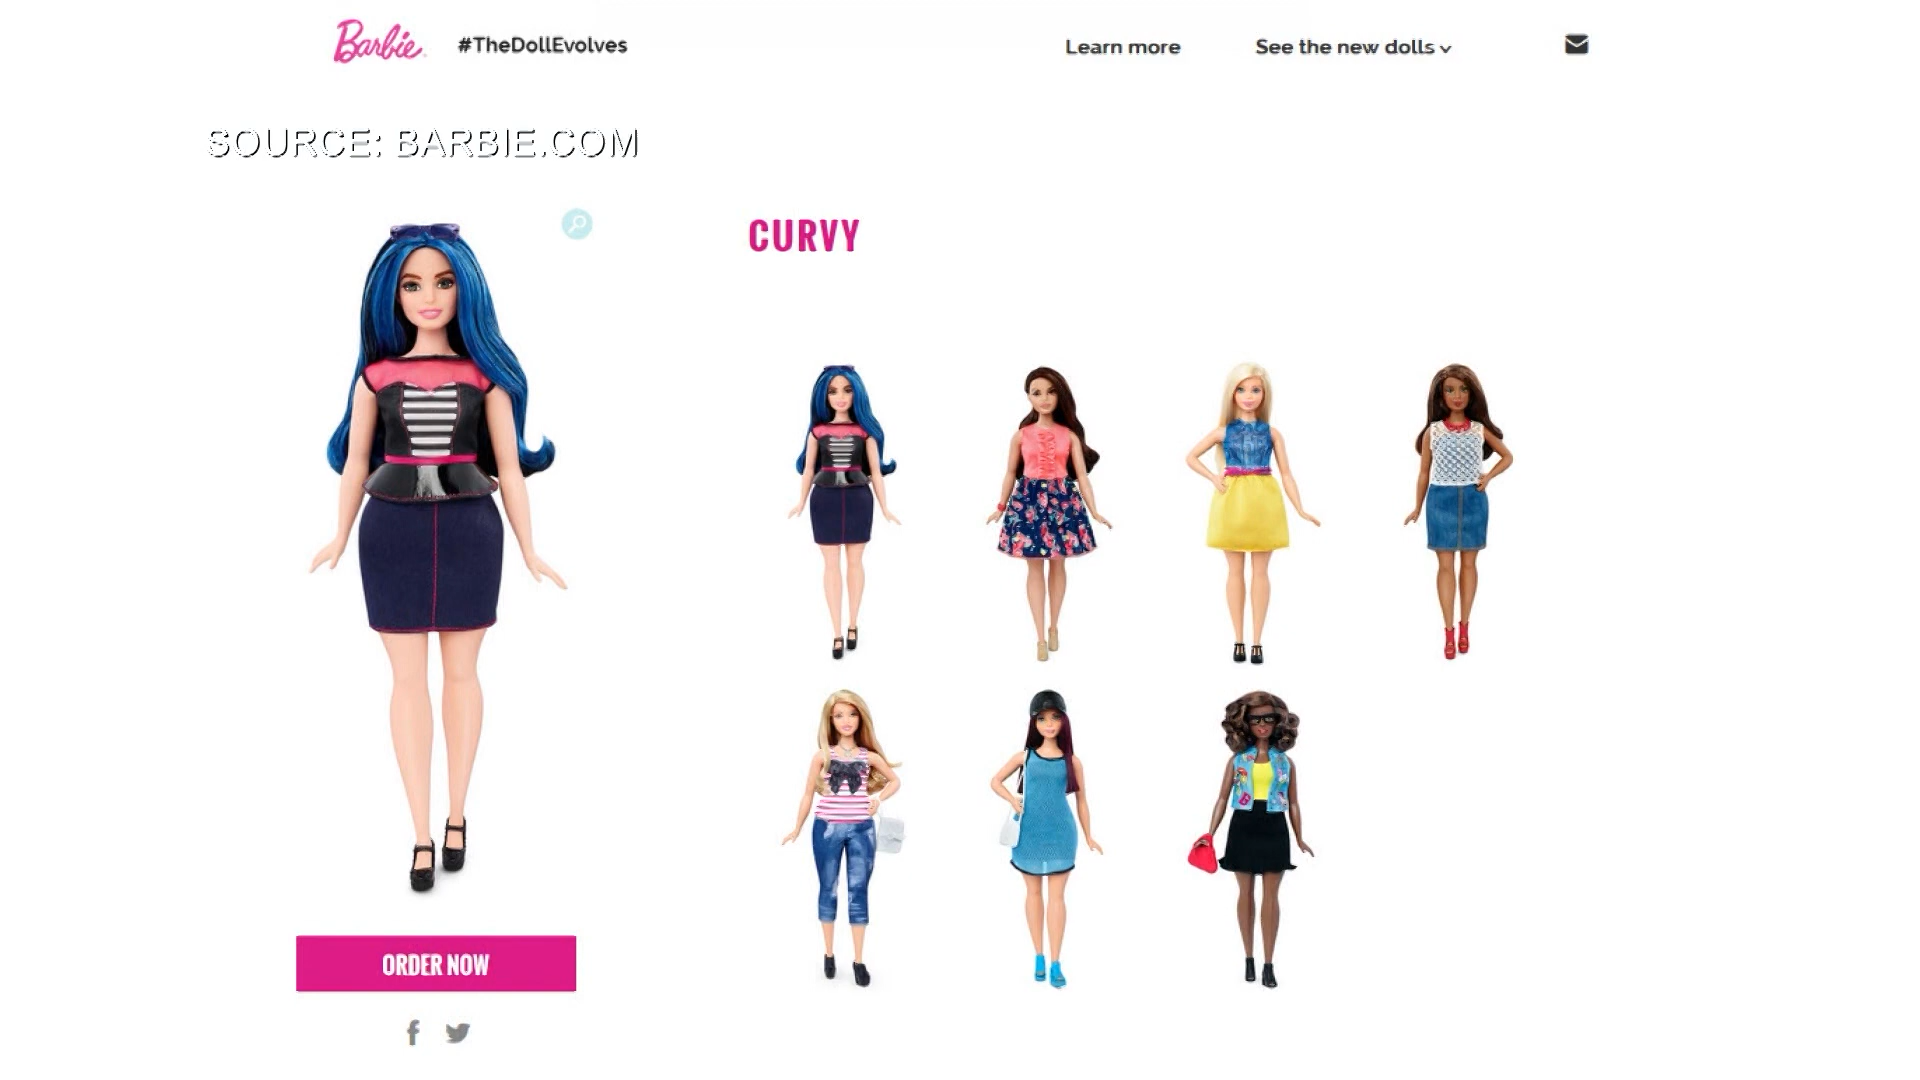 Barbie #TheDollEvolves Learn more See the new dolls
SOURCE: BARBIE.COM
CURVY
ORDER NOW